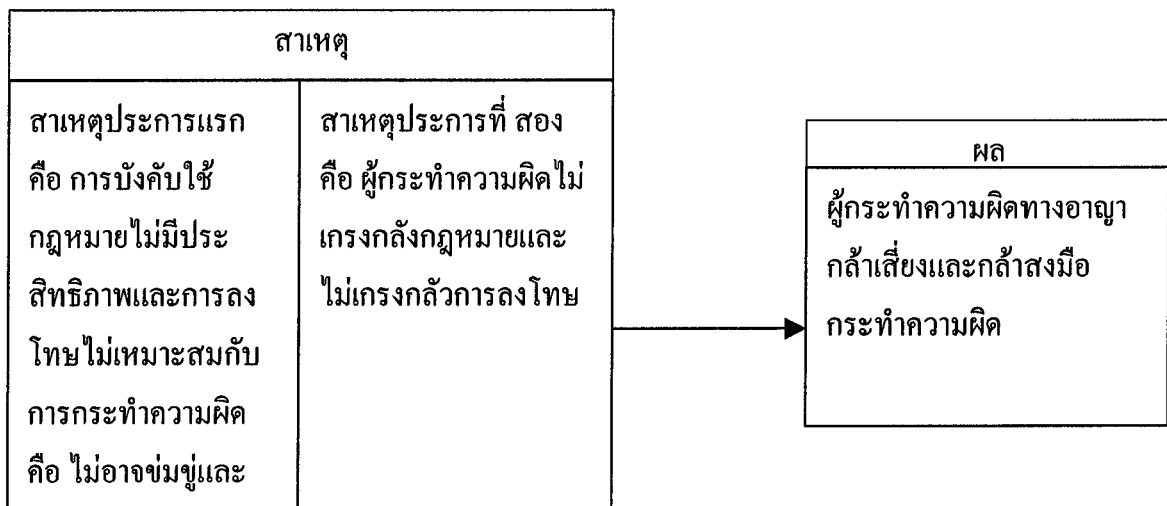 สาเหตุ
สาเหตุประการแรก
คือ การบังคับใช้
กฎหมายไม่มีประ
สิทธิภาพและการลง
โทษไม่เหมาะสมกับ
การกระทำความผิด
คือ ไม่อาจข่มขู่และ
สาเหตุประการที่ สอง
คือ ผู้กระทำความผิดไม่
เกรงกลังกฎหมายและ
ไม่เกรงกลัวการลงโทษ
ผล
ผู้กระทำความผิดทางอาญา
กล้าเสี่ยงและกล้าสงมือ
กระทำความผิด